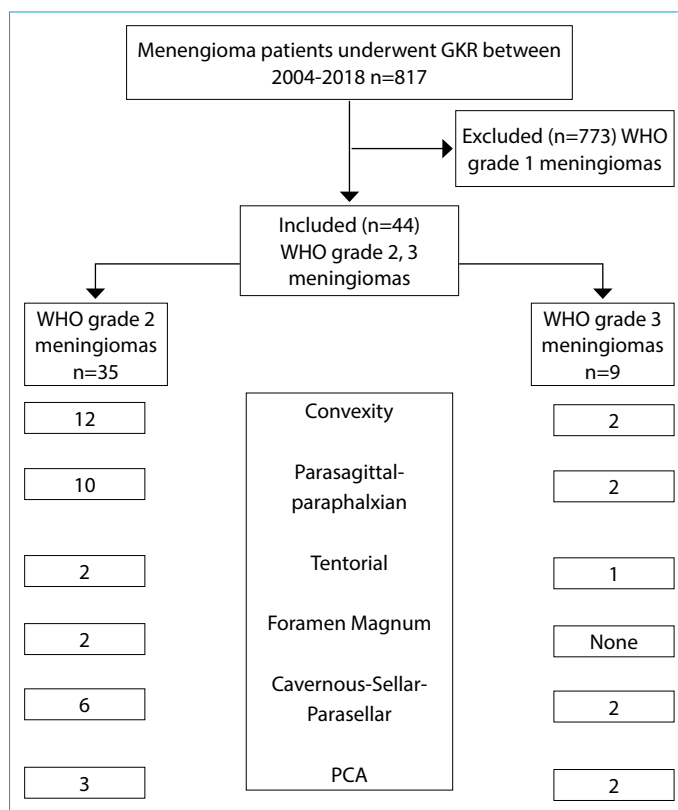 Menengioma patients underwent GKR between
2004-2018 n=817
Excluded (n=773) WHO
grade 1 meningiomas
Included (n=44)
WHO grade 2, 3
meningiomas
WHO grade 2
meningiomas
n=35
WHO grade 3
meningiomas
n=9
12
Convexity
2
10
Parasagittal-
paraphalxian
2
2
Tentorial
1
2
Foramen Magnum
None
6
Cavernous-Sellar-
Parasellar
2
3
PCA
2